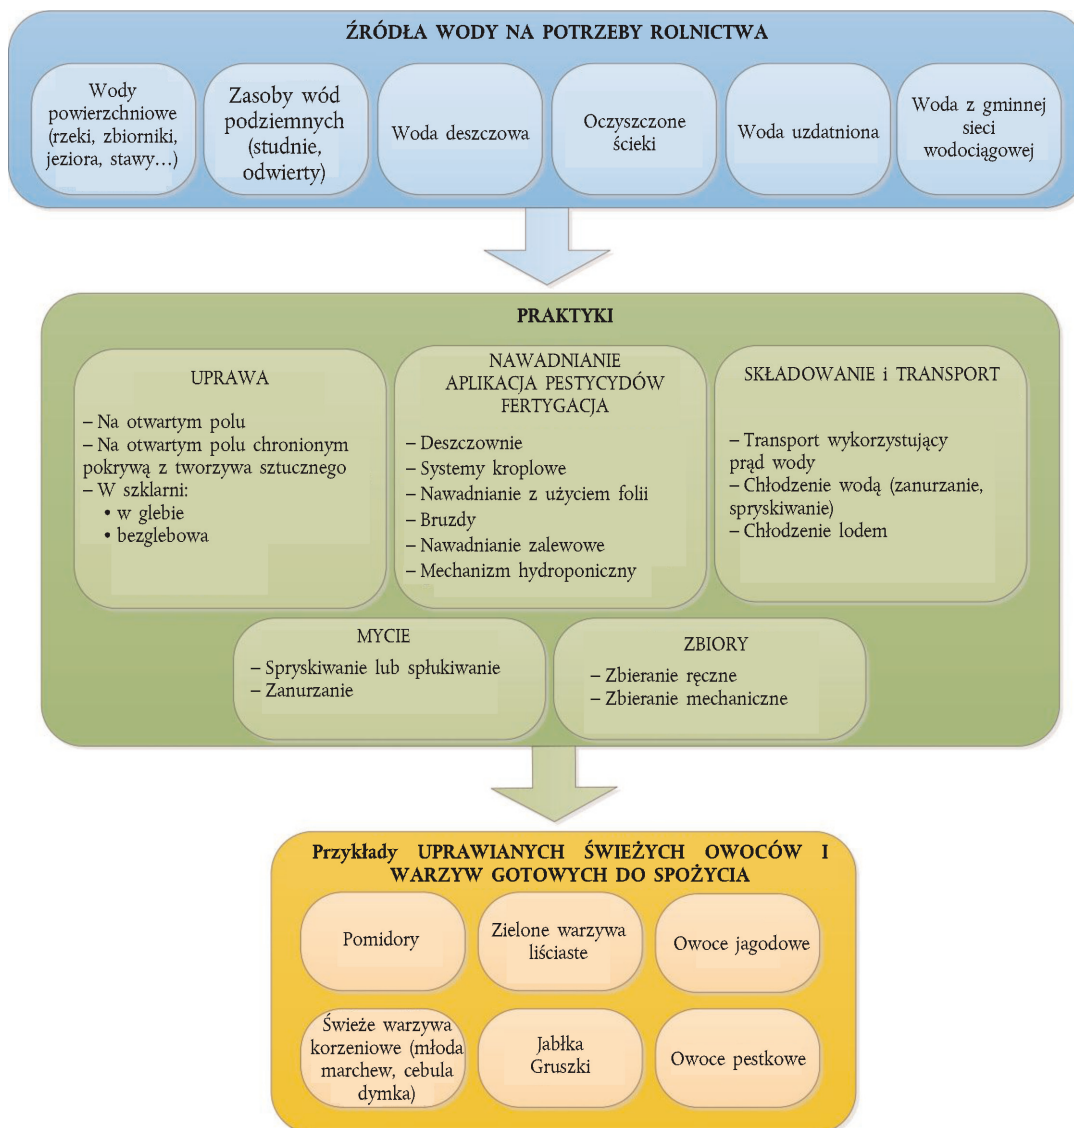 ŹRÓDŁA WODY NA POTRZEBY ROLNICTWA
Wody
powierzchniowe
(rzeki, zbiorniki,
jeziora, stawy...)
Zasoby wód
podziemnych
(studnie,
odwierty)
Woda deszczowa
Oczyszczone
ścieki
Woda uzdatniona
Woda z gminnej
sieci
wodociągowej
PRAKTYKI
UPRAWA
– Na otwartym polu
– Na otwartym polu chronionym
pokrywą z tworzywa sztucznego
– W szklarni:
• w glebie
• bezglebowa
NAWADNIANIE
APLIKACJA PESTYCYDÓW
FERTYGACJA
– Deszczownie
– Systemy kroplowe
– Nawadnianie z użyciem folii
– Bruzdy
– Nawadnianie zalewowe
– Mechanizm hydroponiczny
SKŁADOWANIE i TRANSPORT
– Transport wykorzystujący
prąd wody
– Chłodzenie wodą (zanurzanie,
spryskiwanie)
– Chłodzenie lodem
MYCIE
– Spryskiwanie lub spłukiwanie
– Zanurzanie
ZBIORY
– Zbieranie ręczne
– Zbieranie mechaniczne
Przykłady UPRAWIANYCH ŚWIEŻYCH OWOCÓW I
WARZYW GOTOWYCH DO SPOŻYCIA
Pomidory
Zielone warzywa
liściaste
Owoce jagodowe
Świeże warzywa
korzeniowe (młoda
marchew, cebula
dymka)
Jabłka
Gruszki
Owoce pestkowe